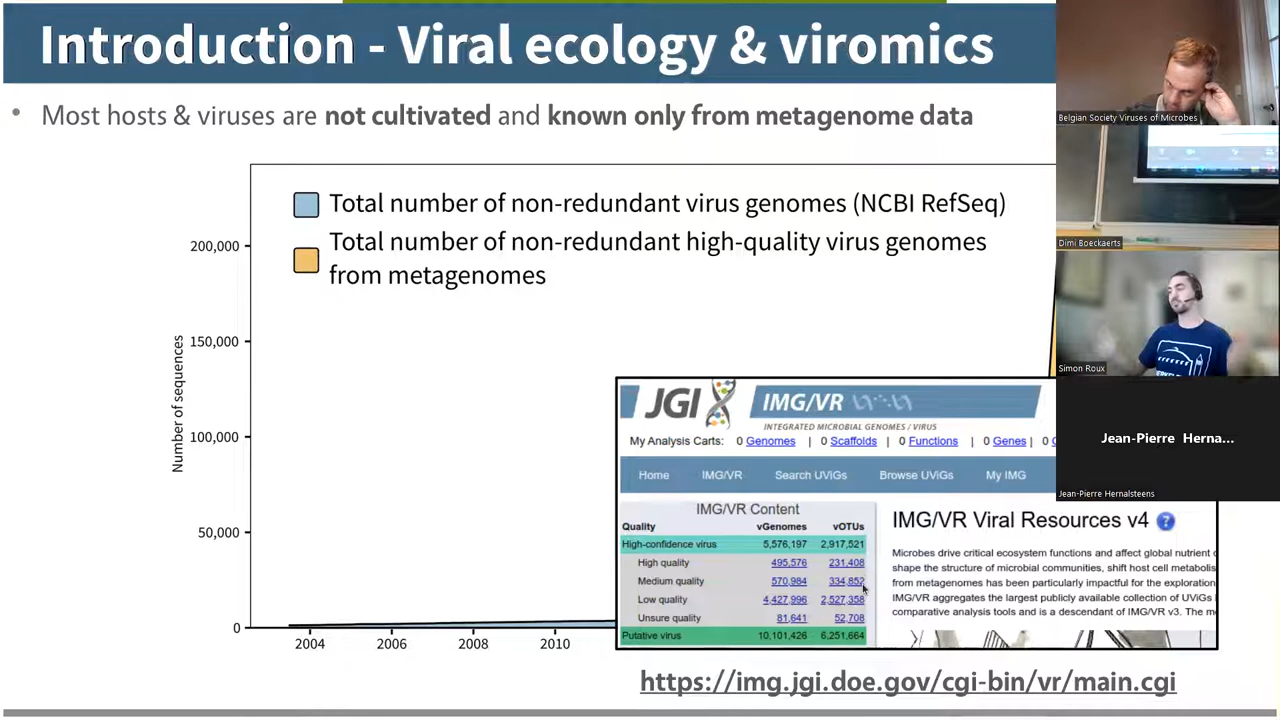 Introduction - Viral ecology & viromics
• Most hosts & viruses are not cultivated and known only from metagenome data
Total number of non-redundant virus genomes (NCBI RefSeq)
Total number of non-redundant high-quality virus genomes
from metagenomes
Number of sequences
200,000
150,000
100,000
50,000
0
2004 2006 2008 2010
JGI IMG/VR
INTEGRATED MICROBIAL GENOMES / VIRUS
My Analysis Carts: 0 Genomes | 0 Scaffolds | 0 Functions | 0 Genes | 0
Home IMG/VR Search UViGs Browse UViGs My IMG
IMG/VR Content
Quality vGenomes vOTUs
High-confidence virus 5,576,197 2,917,521
High quality 495,576 231,408
Medium quality 570,984 334,852
Low quality 4,427,996 2,527,358
Unsure quality 81,641 52,708
Putative virus 10,101,426 6,251,664
IMG/VR Viral Resources v4 ?
Microbes drive critical ecosystem functions and affect global nutrient
shape the structure of microbial communities, shift host cell metabolis
from metagenomes has been particularly impactful for the exploration
IMG/VR aggregates the largest publicly available collection of UViGs
comparative analysis tools and is a descendant of IMG/VR v3. The
https://img.jgi.doe.gov/cgi-bin/vr/main.cgi
Belgian Society Viruses of Microbes
Dimi Boeckaerts
Simon Roux
Jean-Pierre Herna...
Jean-Pierre Hernalsteens